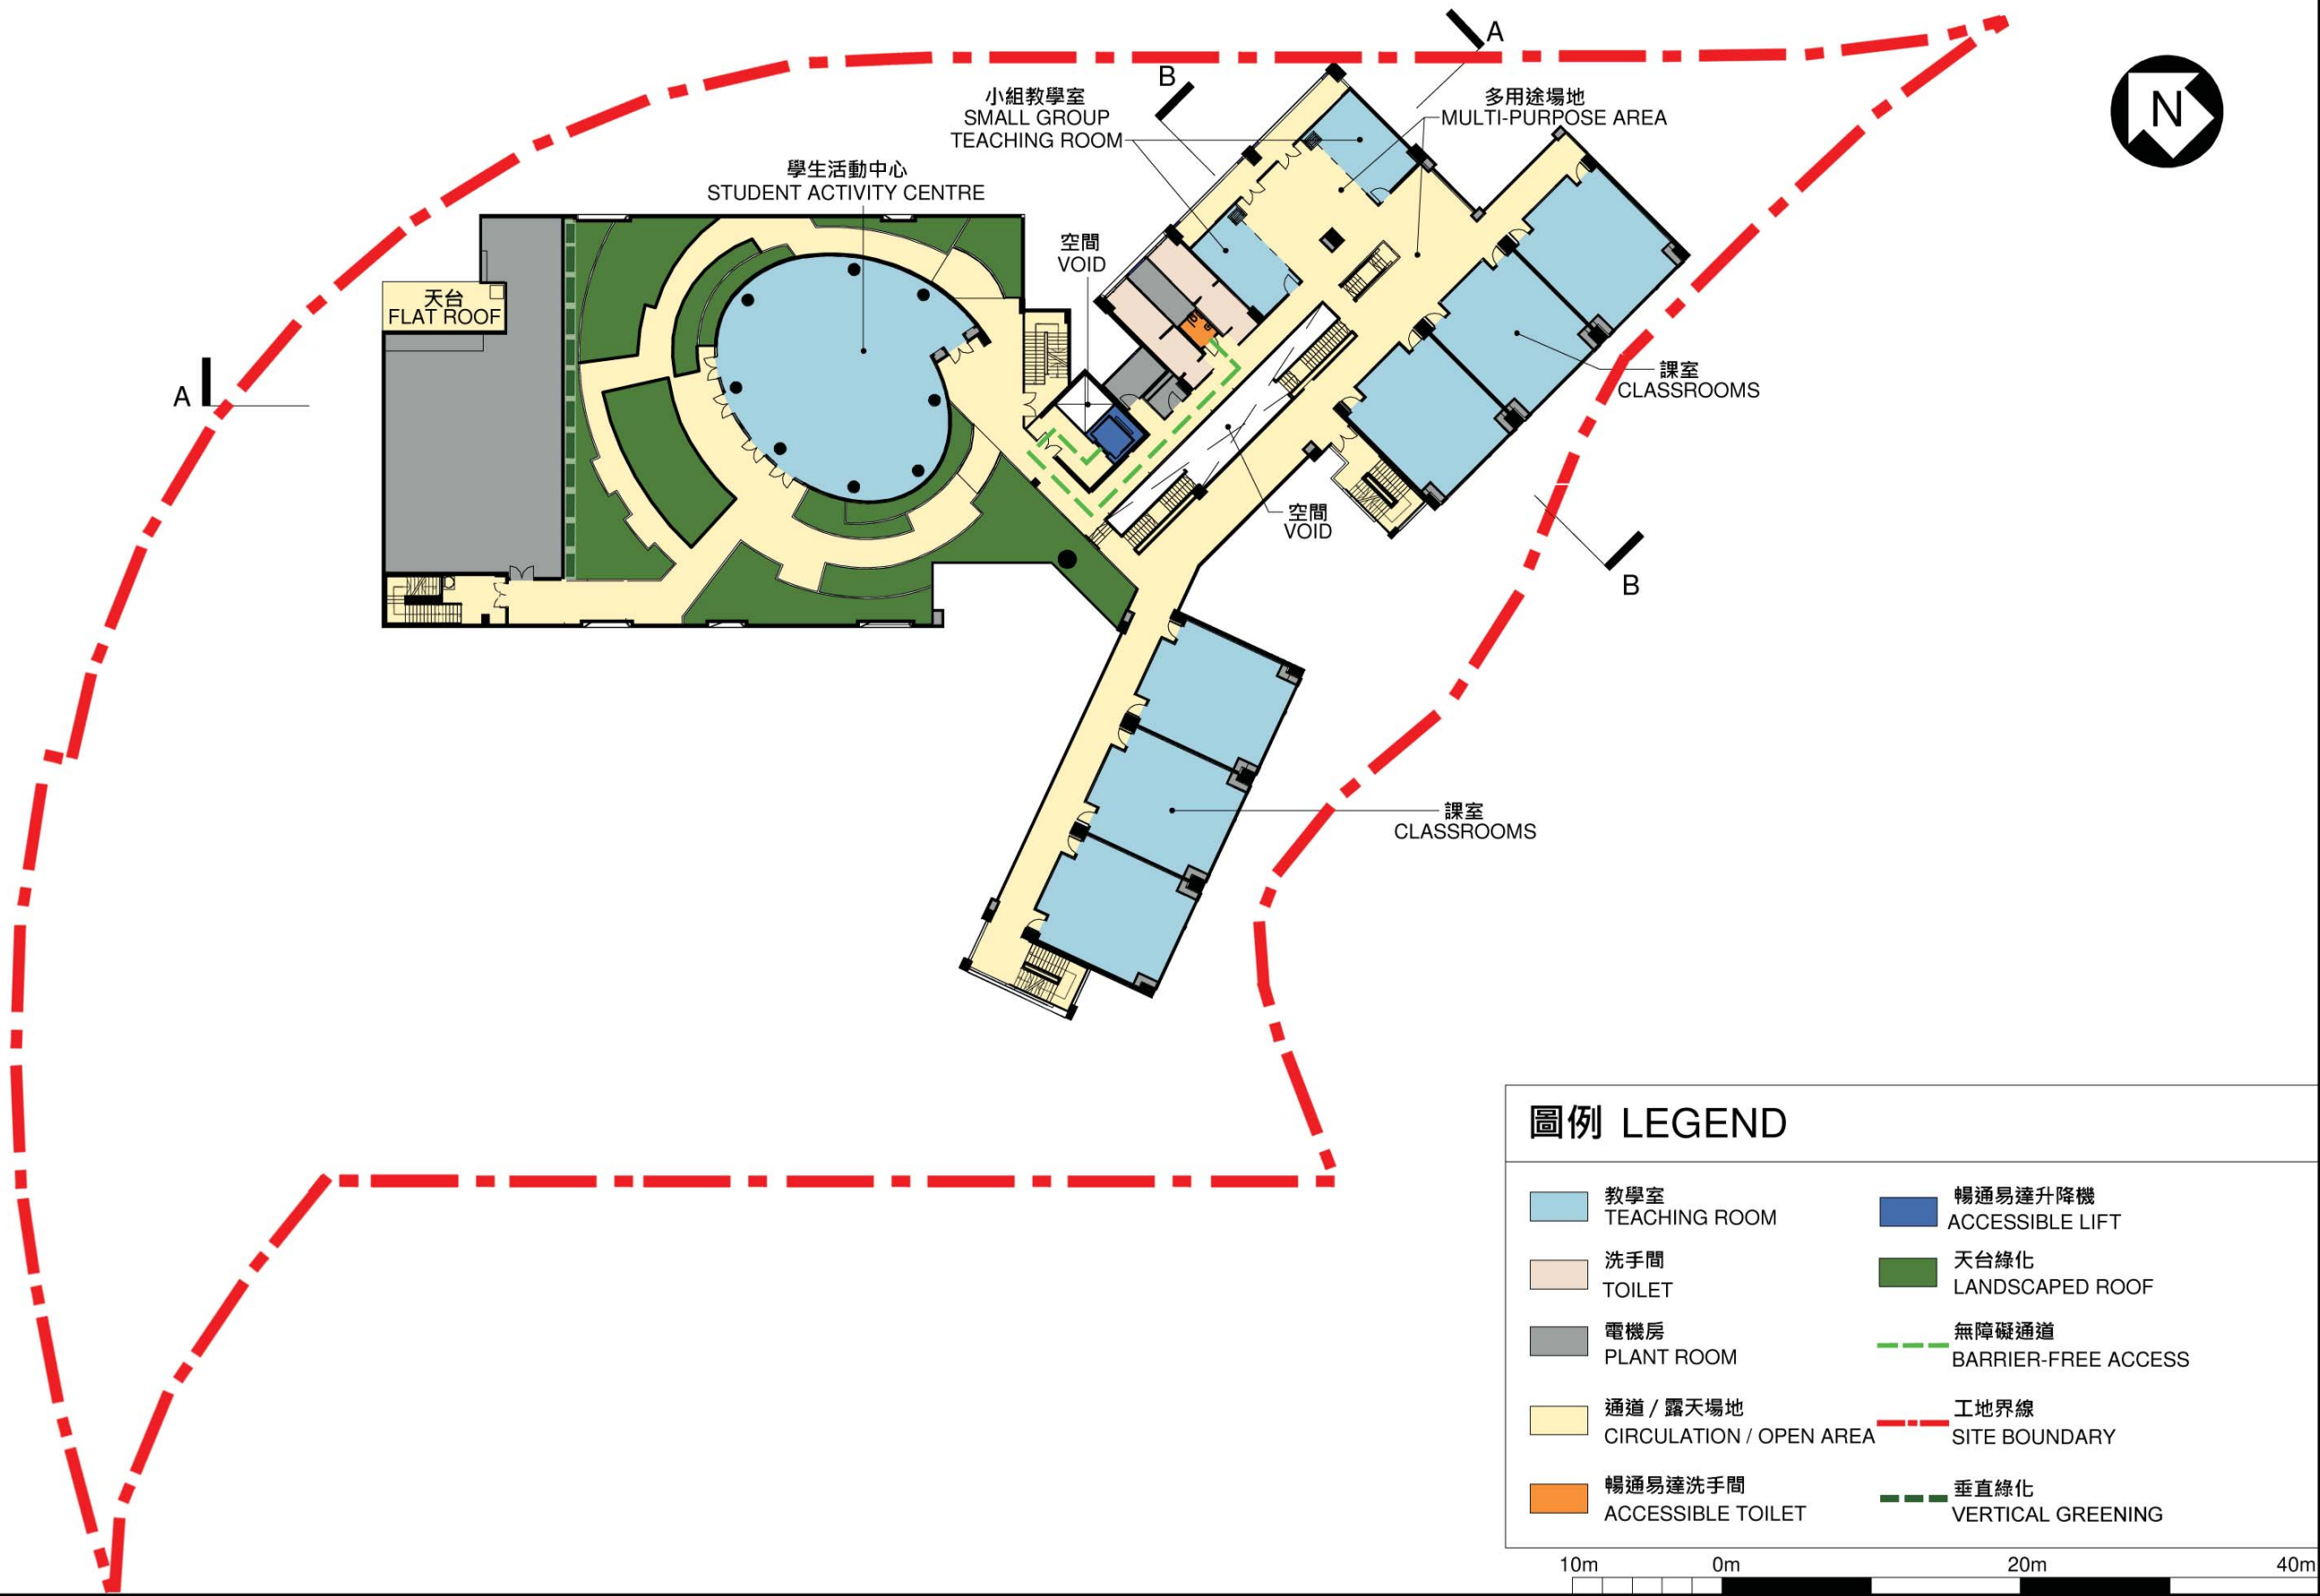 A
B
N
小組教學室
SMALL GROUP
TEACHING ROOM
多用途場地
MULTI-PURPOSE AREA
學生活動中心
STUDENT ACTIVITY CENTRE
空間
VOID
天台
FLAT ROOF
A
課室
CLASSROOMS
空間
VOID
B
課室
CLASSROOMS
圖例 LEGEND
教學室
TEACHING ROOM
洗手間
TOILET
電機房
PLANT ROOM
通道 / 露天場地
CIRCULATION / OPEN AREA
暢通易達洗手間
ACCESSIBLE TOILET
暢通易達升降機
ACCESSIBLE LIFT
天台綠化
LANDSCAPED ROOF
無障礙通道
BARRIER-FREE ACCESS
工地界線
SITE BOUNDARY
垂直綠化
VERTICAL GREENING
10m 0m 20m 40m